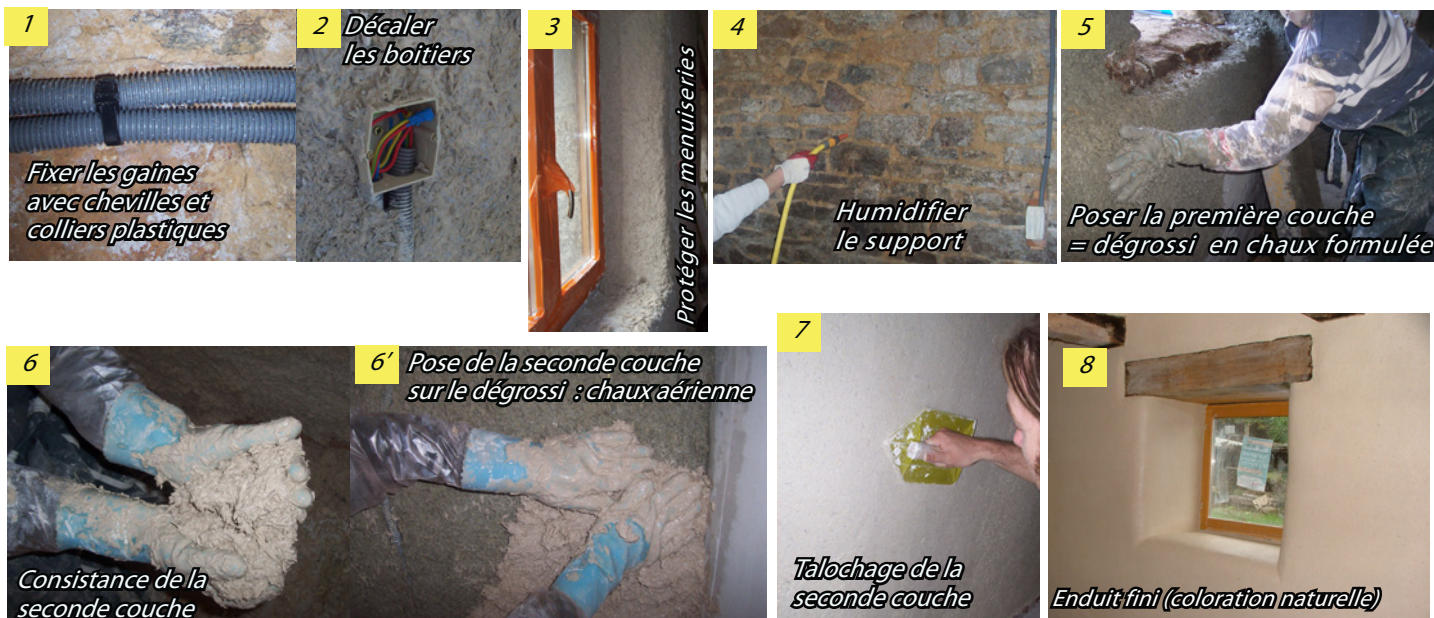 1
Fixer les gaines
avec chevilles et
colliers plastiques
2
Décaler
les boitiers
3
Protéger les menuiseries
4
Humidifier
le support
5
Poser la première couche
= dégrossi en chaux formulée
6
Consistance de la
seconde couche
6'
Pose de la seconde couche
sur le dégrossi : chaux aérienne
7
Talochage de la
seconde couche
8
Enduit fini (coloration naturelle)